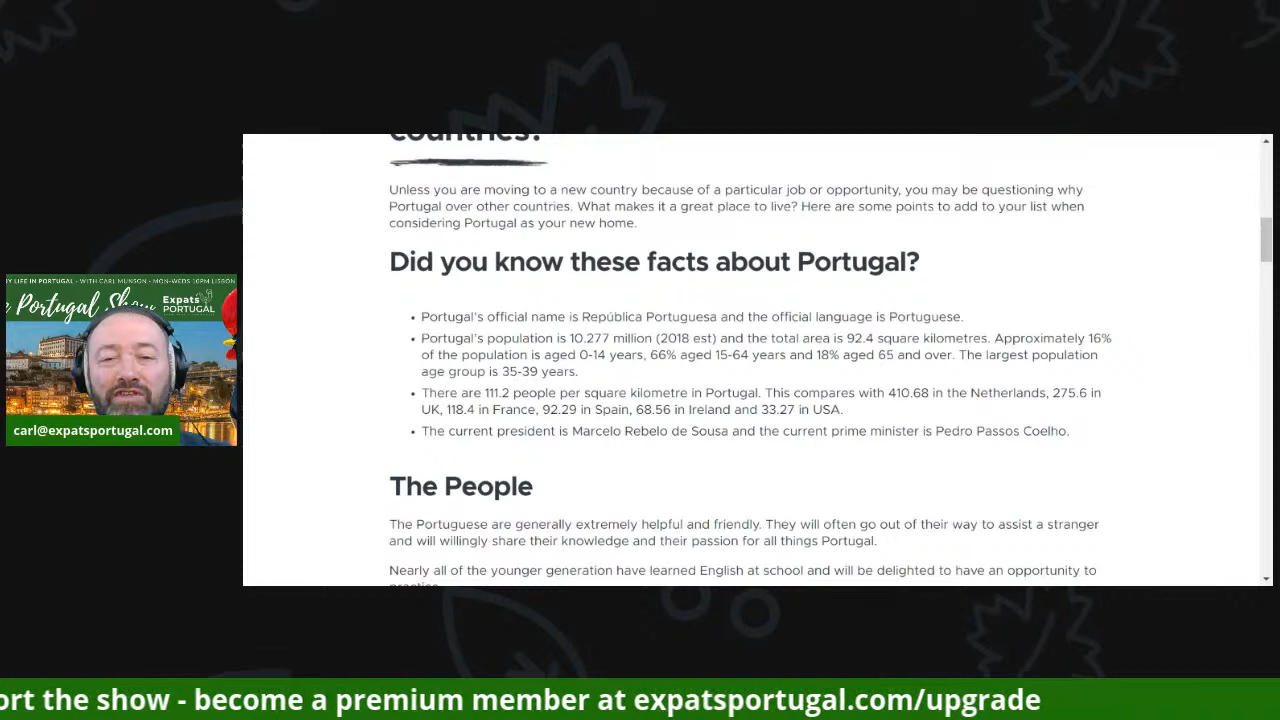 countries?
Unless you are moving to a new country because of a particular job or opportunity, you may be questioning why
Portugal over other countries. What makes it a great place to live? Here are some points to add to your list when
considering Portugal as your new home.
Did you know these facts about Portugal?
• Portugal's official name is República Portuguesa and the official language is Portuguese.
• Portugal's population is 10.277 million (2018 est) and the total area is 92.4 square kilometres. Approximately 16%
of the population is aged 0-14 years, 66% aged 15-64 years and 18% aged 65 and over. The largest population
age group is 35-39 years.
• There are 111.2 people per square kilometre in Portugal. This compares with 410.68 in the Netherlands, 275.6 in
UK, 118.4 in France, 92.29 in Spain, 68.56 in Ireland and 33.27 in USA.
• The current president is Marcelo Rebelo de Sousa and the current prime minister is Pedro Passos Coelho.
The People
The Portuguese are generally extremely helpful and friendly. They will often go out of their way to assist a stranger
and will willingly share their knowledge and their passion for all things Portugal.
Nearly all of the younger generation have learned English at school and will be delighted to have an opportunity to
Y LIFE IN PORTUGAL - WITH CARL MUNSON - MON-WEDS 10PM LISBON
e Portugal Show
Expats
PORTUGAL
carl@expatsportugal.com
ort the show - become a premium member at expatsportugal.com/upgrade